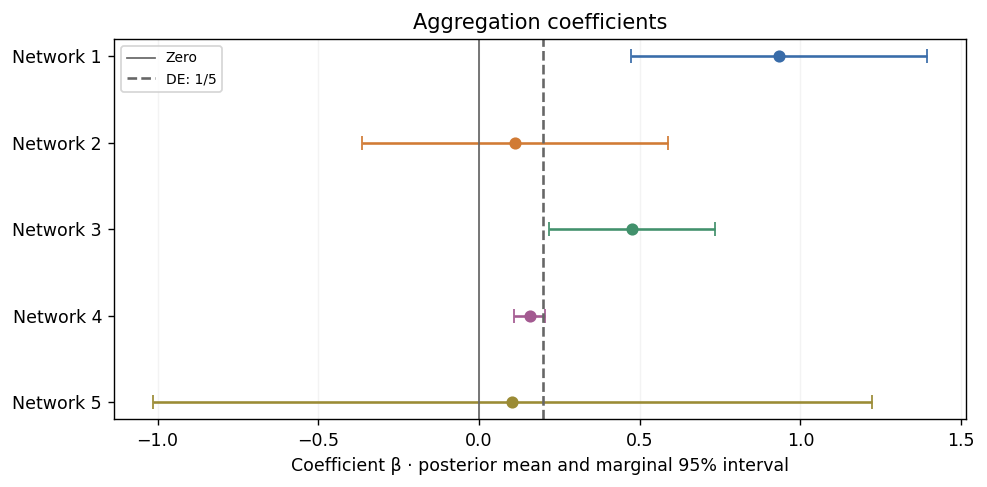 Aggregation coefficients
Network 1
Network 2
Network 3
Network 4
Network 5
Zero
DE: 1/5
−1.0 −0.5 0.0 0.5 1.0 1.5
Coefficient β · posterior mean and marginal 95% interval